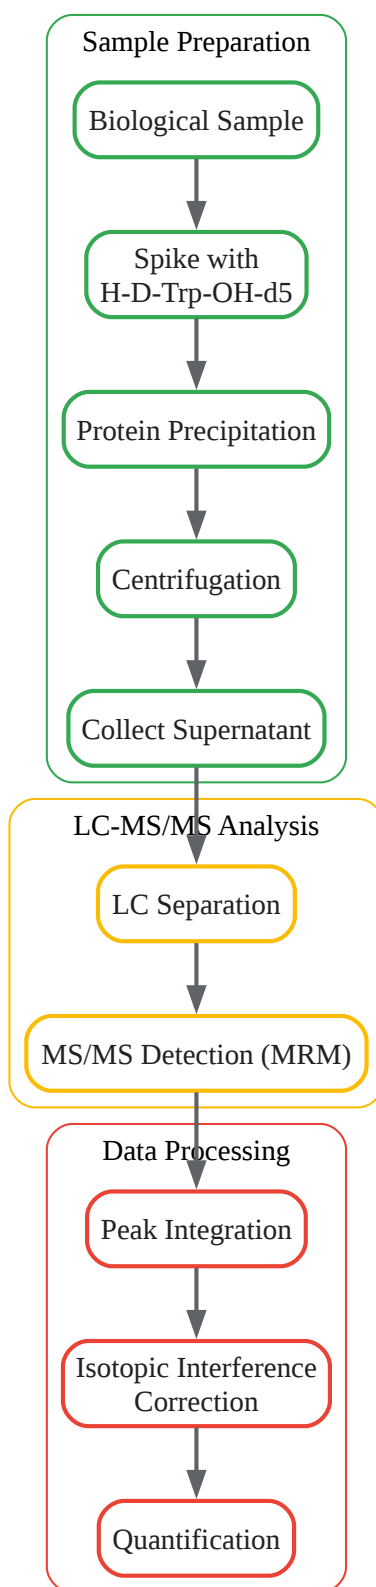 Sample Preparation
Biological Sample
Spike with
H-D-Trp-OH-d5
Protein Precipitation
Centrifugation
Collect Supernatant
LC-MS/MS Analysis
LC Separation
MS/MS Detection (MRM)
Data Processing
Peak Integration
Isotopic Interference
Correction
Quantification